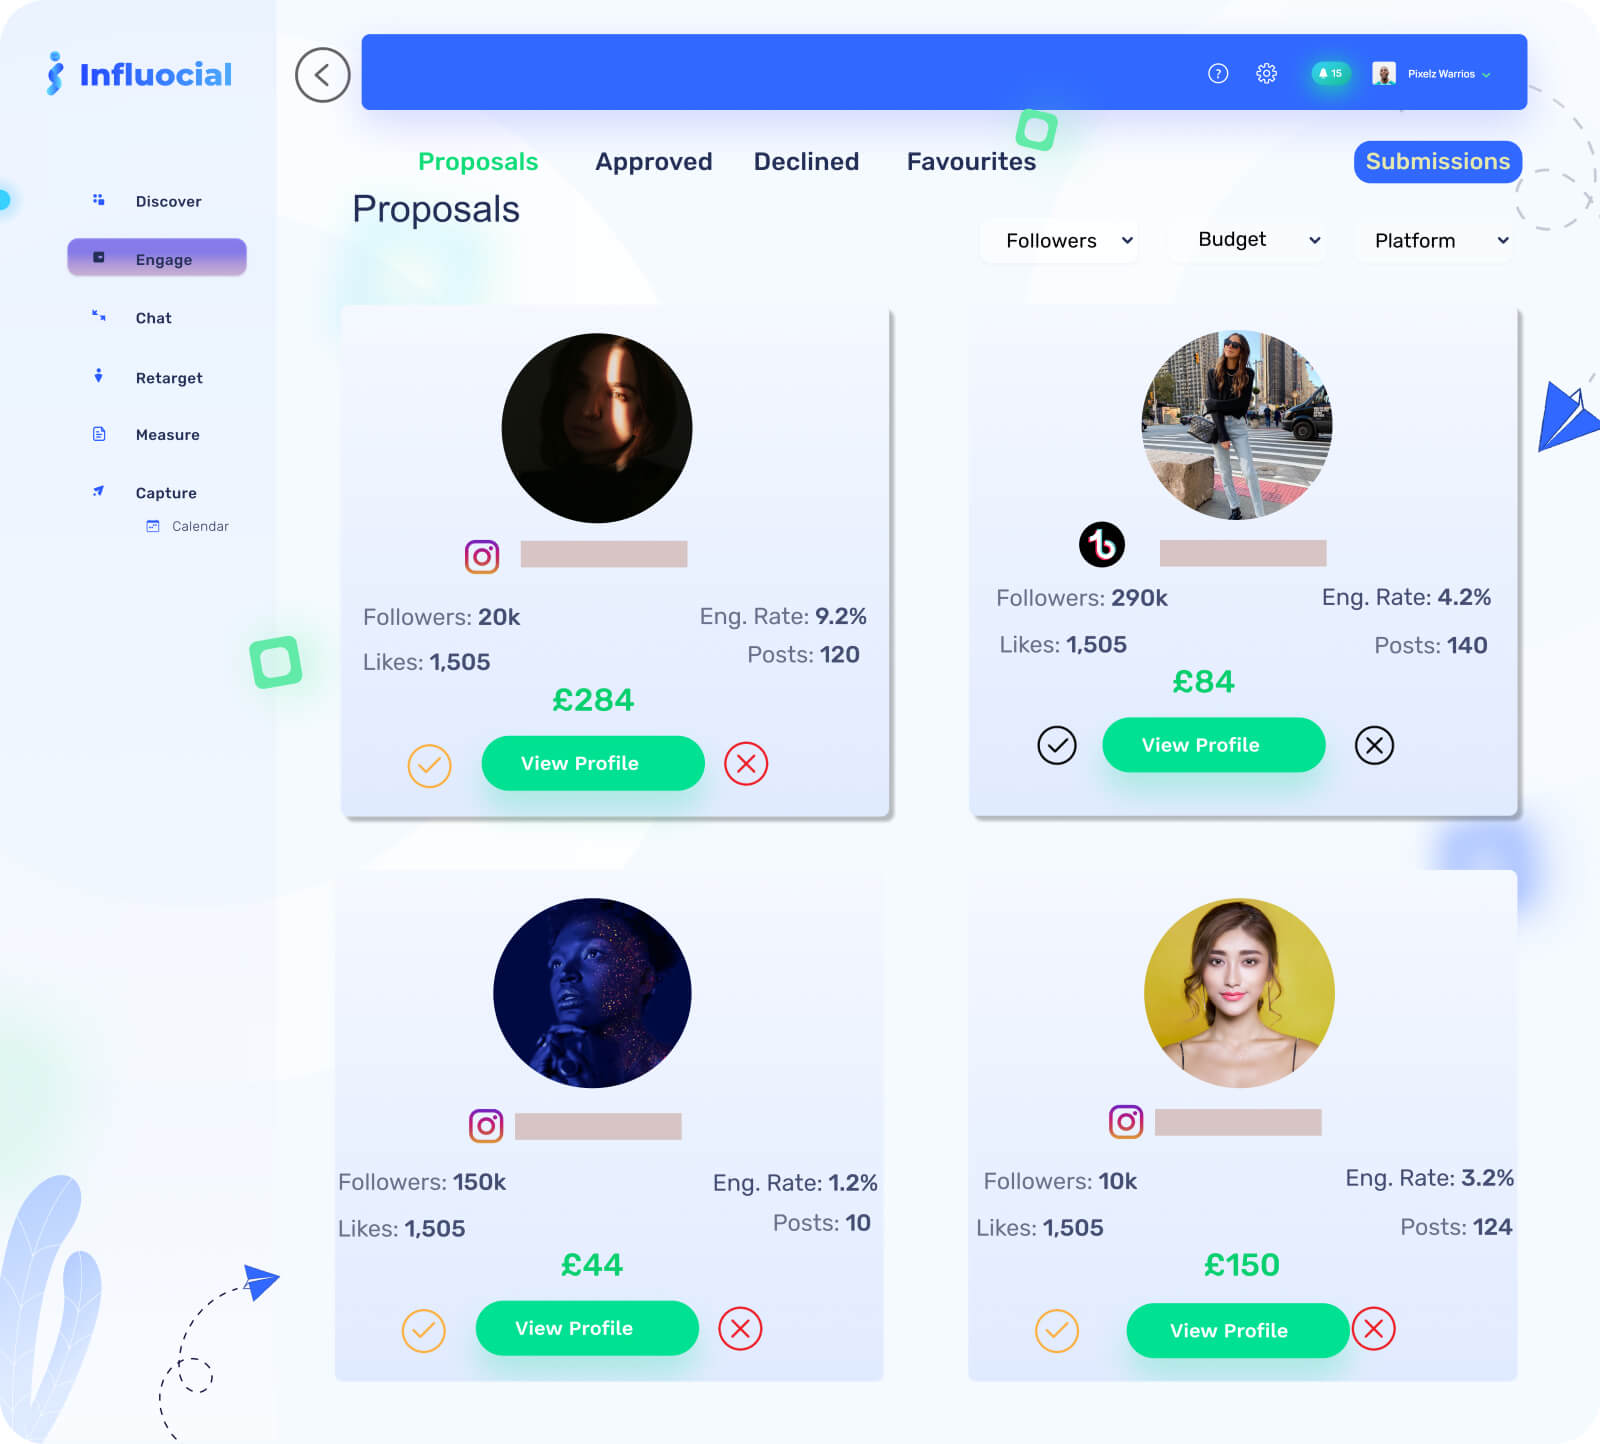 Influocial
15
Pixelz Warrios
Proposals
Approved
Declined
Favourites
Submissions
Proposals
Followers
Budget
Platform
Discover
Engage
Chat
Retarget
Measure
Capture
Calendar
Followers: 20k
Eng. Rate: 9.2%
Likes: 1,505
Posts: 120
£284
View Profile
Followers: 290k
Eng. Rate: 4.2%
Likes: 1,505
Posts: 140
£84
View Profile
Followers: 150k
Eng. Rate: 1.2%
Likes: 1,505
Posts: 10
£44
View Profile
Followers: 10k
Eng. Rate: 3.2%
Likes: 1,505
Posts: 124
£150
View Profile